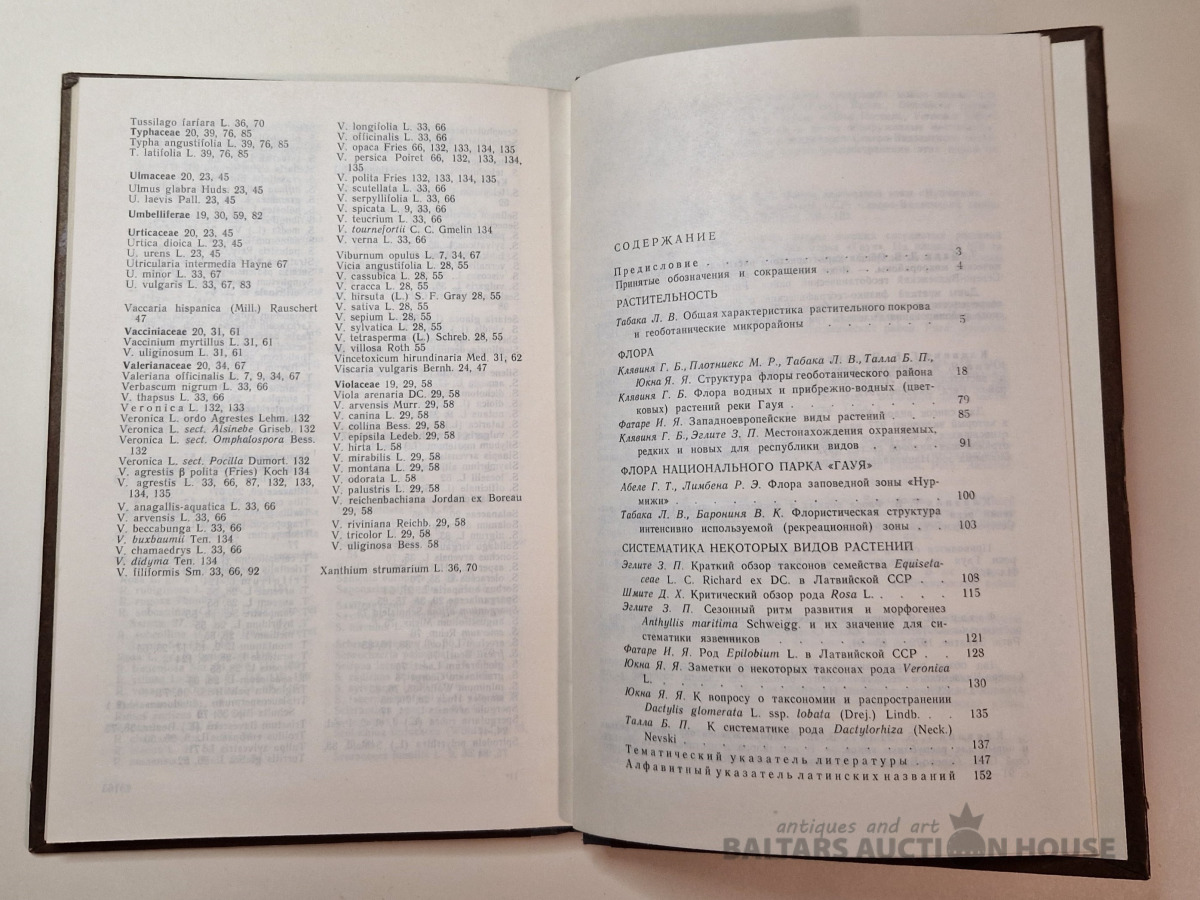 Tussilago farfara L. 36, 70
Typhaceae 20, 39, 76, 85
Typha angustifolia L. 39, 76, 85
T. latifolia L. 39, 76, 85
Ulmaceae 20, 23, 45
Ulmus glabra Huds. 23, 45
U. laevis Pall. 23, 45
Umbelliferae 19, 30, 59, 82
Urticaceae 20, 23, 45
Urtica dioica L. 23, 45
U. urens L. 23, 45
Utricularia intermedia Hayne 67
U. minor L. 33, 67
U. vulgaris L. 33, 67, 83
Vaccaria hispanica (Mill.) Rauschert
47
Vacciniaceae 20, 31, 61
Vaccinium myrtillus L. 31, 61
V. uliginosum L. 31, 61
Valerianaceae 20, 34, 67
Valeriana officinalis L. 7, 9, 34, 67
Verbascum nigrum L. 33, 66
V. thapsus L. 33, 66
Veronica L. 132, 133
Veronica L. ordo Agrestes Lehm. 132
Veronica L. sect. Alsinebe Griseb. 132
Veronica L. sect. Omphalospora Bess.
132
Veronica L. sect. Pocilla Dumort. 132
V. agrestis β polita (Fries) Koch 134
V. agrestis L. 33, 66, 87, 132, 133,
134, 135
V. anagallis-aquatica L. 33, 66
V. arvensis L. 33, 66
V. beccabunga L. 33, 66
V. buxbaumii Ten. 134
V. chamaedrys L. 33, 66
V. didyma Ten. 134
V. filiformis Sm. 33, 66, 92
V. longifolia L. 33, 66
V. officinalis L. 33, 66
V. opaca Fries 66, 132, 133, 134, 135
V. persica Poiret 66, 132, 133, 134,
135
V. polita Fries 132, 133, 134, 135
V. scutellata L. 33, 66
V. serpyllifolia L. 33, 66
V. spicata L. 9, 33, 66
V. teucrium L. 33, 66
V. tournefortii C. C. Gmelin 134
V. verna L. 33, 66
Viburnum opulus L. 7, 34, 67
Vicia angustifolia L. 28, 55
V. cassubica L. 28, 55
V. cracca L. 28, 55
V. hirsuta (L.) S. F. Gray 28, 55
V. sativa L. 28, 55
V. sepium L. 28, 55
V. sylvatica L. 28, 55
V. tetrasperma (L.) Schreb. 28, 55
V. villosa Roth 55
Vincetoxicum hirundinaria Med. 31, 62
Viscaria vulgaris Bernh. 24, 47
Violaceae 19, 29, 58
Viola arenaria DC. 29, 58
V. arvensis Murr. 29, 58
V. canina L. 29, 58
V. collina Bess. 29, 58
V. epipsila Ledeb. 29, 58
V. hirta L. 58
V. mirabilis L. 29, 58
V. montana L. 29, 58
V. odorata L. 58
V. palustris L. 29, 58
V. reichenbachiana Jordan ex Boreau
29, 58
V. riviniana Reichb. 29, 58
V. tricolor L. 29, 58
V. uliginosa Bess. 58
Xanthium strumarium L. 36, 70
СОДЕРЖАНИЕ
Предисловие . . . . . . . . . . . . 3
Принятые обозначения и сокращения . . . . . . 4
РАСТИТЕЛЬНОСТЬ
Табака Л. В. Общая характеристика растительного покрова
и геоботанические микрорайоны . . . . . . 5
ФЛОРА
Клявиня Г. Б., Плотниекс М. Р., Табака Л. В., Талла Б. П.,
Юкна Я. Я. Структура флоры геоботанического района 18
Клявиня Г. Б. Флора водных и прибрежно-водных (цвет-
ковых) растений реки Гауя . . . . . . . 79
Фатаре И. Я. Западноевропейские виды растений . . . 85
Клявиня Г. Б., Эглите З. П. Местонахождения охраняемых,
редких и новых для республики видов . . . . 91
ФЛОРА НАЦИОНАЛЬНОГО ПАРКА «ГАУЯ»
Абеле Г. Т., Лимбена Р. Э. Флора заповедной зоны «Нур-
мижи» . . . . . . . . . . . . 100
Табака Л. В., Барониня В. К. Флористическая структура
интенсивно используемой (рекреационной) зоны . . 103
СИСТЕМАТИКА НЕКОТОРЫХ ВИДОВ РАСТЕНИЙ
Эглите З. П. Краткий обзор таксонов семейства Equiseta-
ceae L. C. Richard ex DC. в Латвийской ССР . . 108
Шмите Д. Х. Критический обзор рода Rosa L. . . . . 115
Эглите З. П. Сезонный ритм развития и морфогенез
Anthyllis maritima Schweigg. и их значение для си-
стематики язвенников . . . . . . . . 121
Фатаре И. Я. Род Epilobium L. в Латвийской ССР . . 128
Юкна Я. Я. Заметки о некоторых таксонах рода Veronica
L. . . . . . . . . . . . . . 130
Юкна Я. Я. К вопросу о таксономии и распространении
Dactylis glomerata L. ssp. lobata (Drej.) Lindb. . . 135
Талла Б. П. К систематике рода Dactylorhiza (Neck.)
Nevski . . . . . . . . . . . . 137
Тематический указатель литературы . . . 147
Алфавитный указатель латинских названий 152
antiques and art
BALTARS AUCTION HOUSE